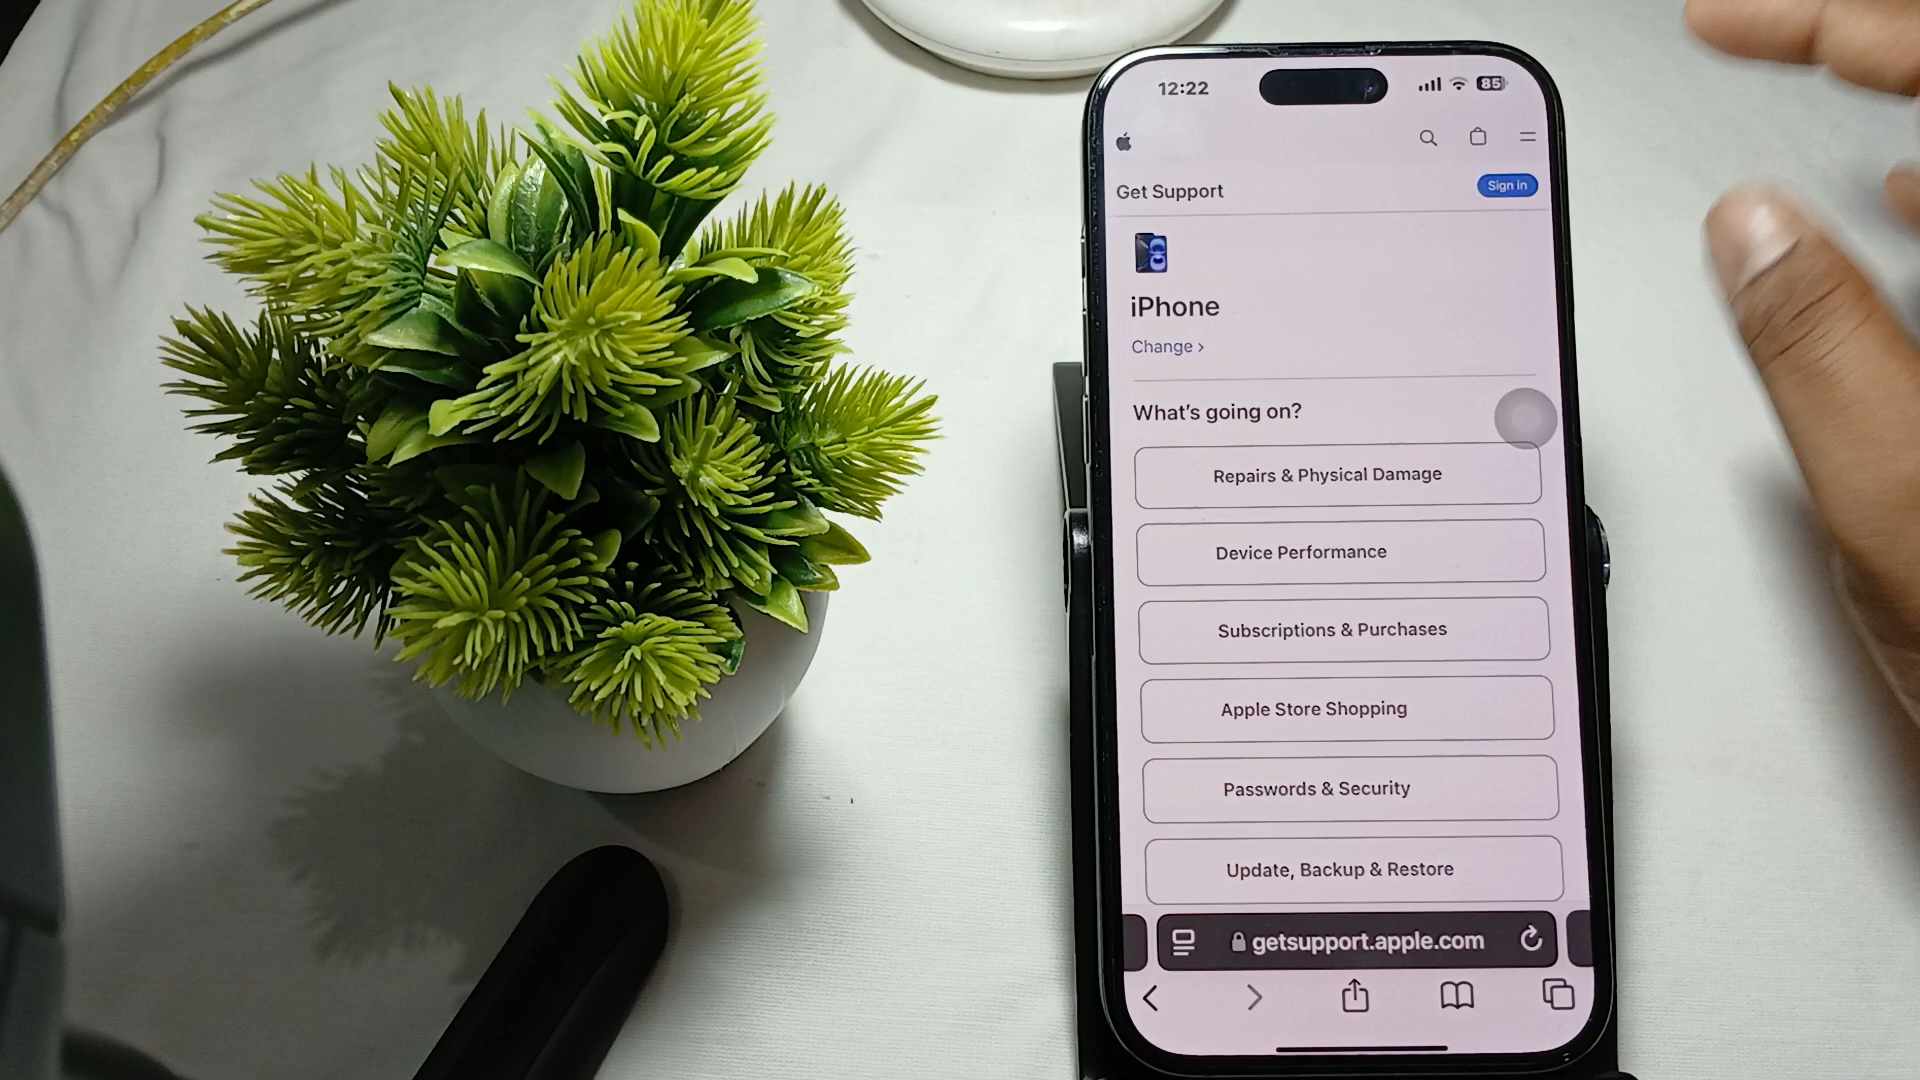 12:22
85
Get Support
Sign in
iPhone
Change >
What's going on?
Repairs & Physical Damage
Device Performance
Subscriptions & Purchases
Apple Store Shopping
Passwords & Security
Update, Backup & Restore
getsupport.apple.com